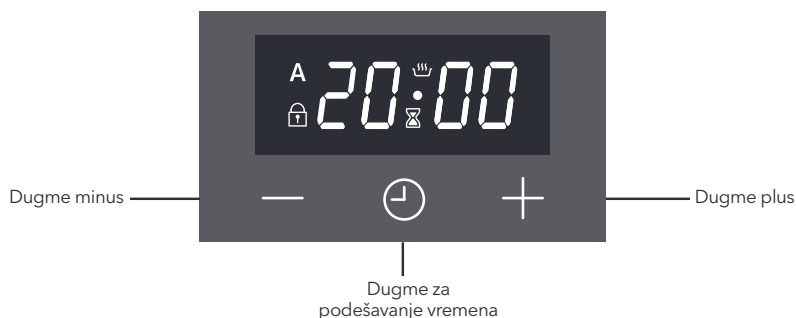 A
20:00
Dugme minus
Dugme plus
Dugme za
podešavanje vremena